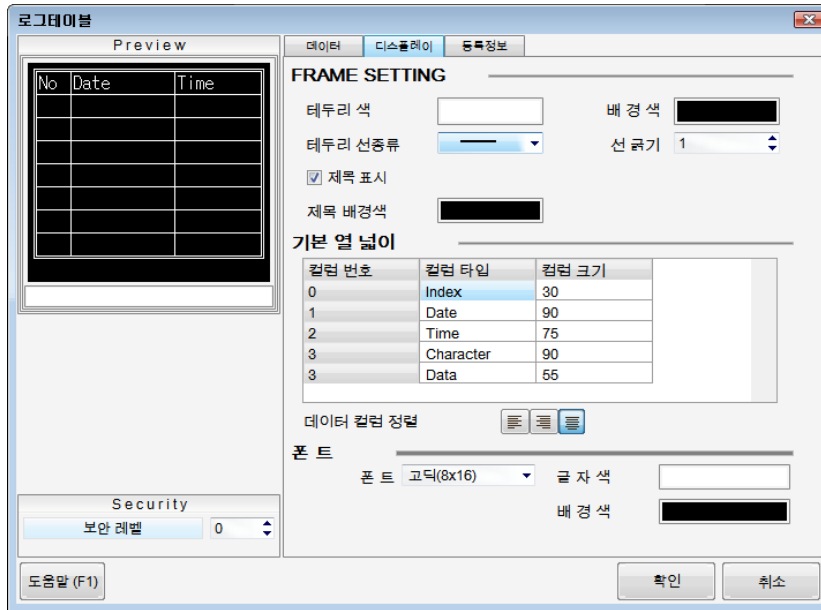 로그테이블
Preview
No Date Time
Security
보안 레벨 0
데이터 디스플레이 등록정보
FRAME SETTING
테두리 색 배 경 색
테두리 선종류 선 굵기 1
제목 표시
제목 배경색
기본 열 넓이
컬럼 번호 컬럼 타입 컴럼 크기
0 Index 30
1 Date 90
2 Time 75
3 Character 90
3 Data 55
데이터 컬럼 정렬
폰 트
폰 트 고딕(8x16) 글 자 색
배 경 색
도움말 (F1) 확인 취소